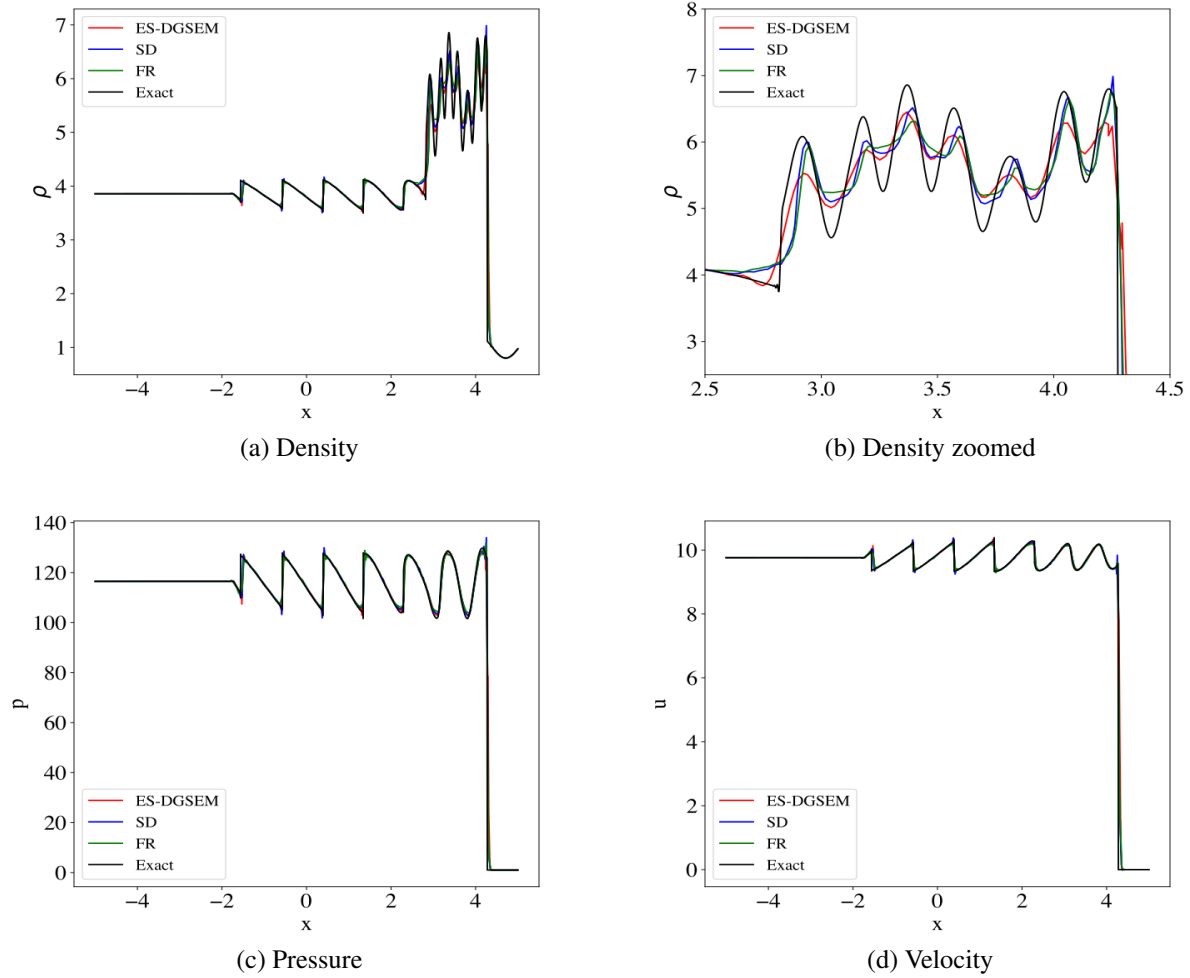 7
6
5
4
3
2
1
ρ
ES-DGSEM
SD
FR
Exact
−4 −2 0 2 4
x
(a) Density
8
7
6
5
4
3
ρ
ES-DGSEM
SD
FR
Exact
2.5 3.0 3.5 4.0 4.5
x
(b) Density zoomed
140
120
100
80
60
40
20
0
p
ES-DGSEM
SD
FR
Exact
−4 −2 0 2 4
x
(c) Pressure
10
8
6
4
2
0
u
ES-DGSEM
SD
FR
Exact
−4 −2 0 2 4
x
(d) Velocity